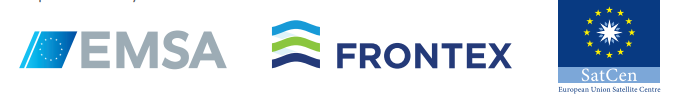 EMSA
FRONTEX
SatCen
European Union Satellite Centre